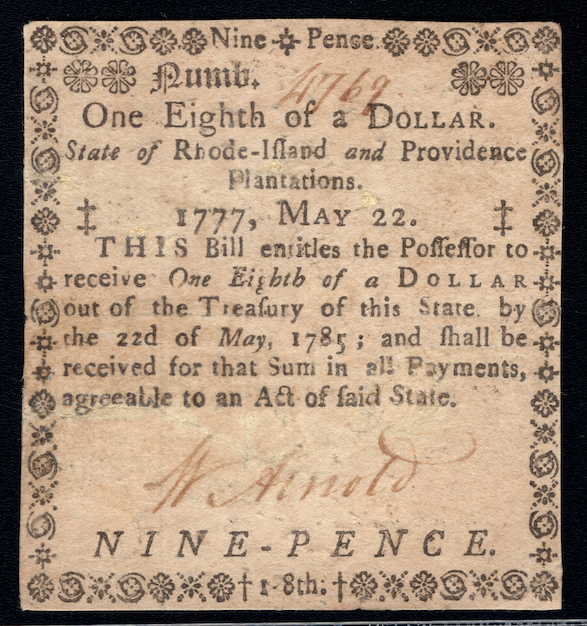 Nine Pence.
Numb. 4769
One Eighth of a DOLLAR.
State of Rhode-Iſland and Providence
Plantations.
‡ 1777, MAY 22. ‡
THIS Bill entitles the Poſſeſſor to
receive One Eighth of a DOLLAR
out of the Treaſury of this State, by
the 22d of May, 1785; and ſhall be
received for that Sum in all Payments,
agreeable to an Act of ſaid State.
W Arnold
NINE-PENCE.
† 1-8th. †